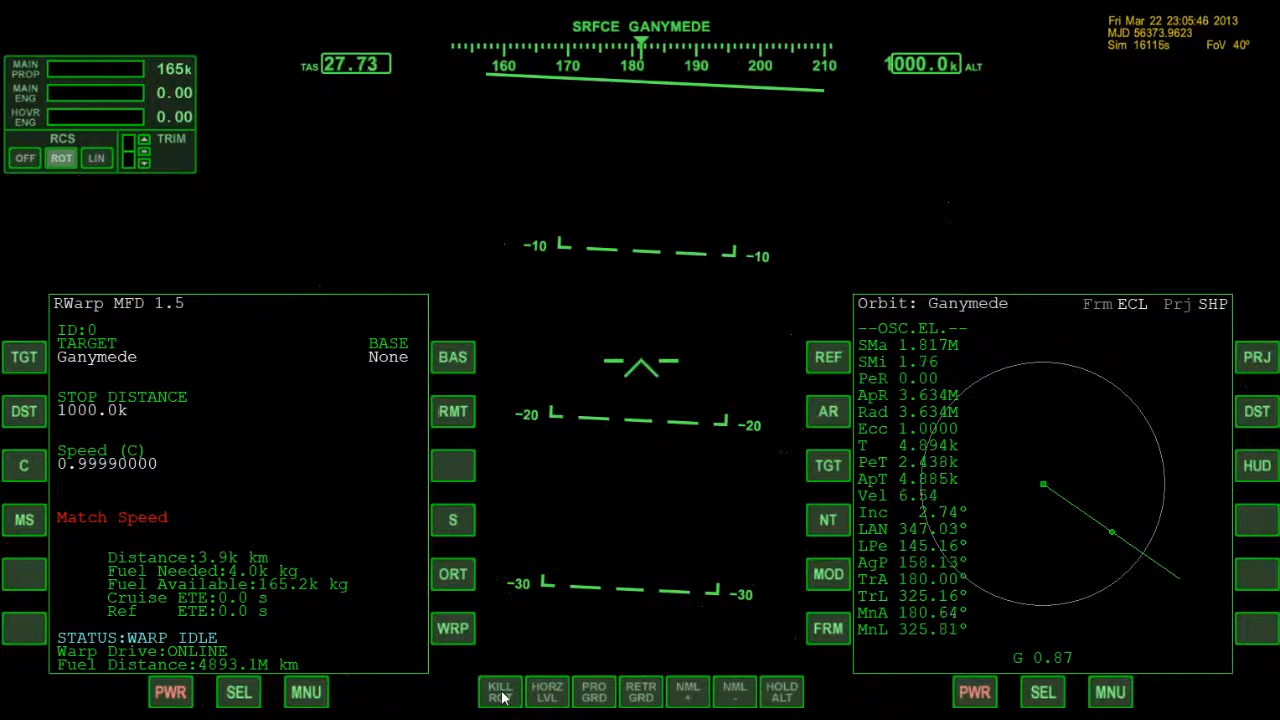 SRFCE GANYMEDE
Fri Mar 22 23:05:46 2013
MJD 56373.9623
Sim 16115s FoV 40°
160 170 180 190 200 210
TAS 27.73
1000.0k ALT
MAIN PROP 165k
MAIN ENG 0.00
HOVR ENG 0.00
RCS TRIM
OFF ROT LIN
-10 -10
-20 -20
-30 -30
RWarp MFD 1.5
ID:0
TARGET BASE
Ganymede None
STOP DISTANCE
1000.0k
Speed (C)
0.99990000
Match Speed
Distance:3.9k km
Fuel Needed:4.0k kg
Fuel Available:165.2k kg
Cruise ETE:0.0 s
Ref ETE:0.0 s
STATUS:WARP IDLE
Warp Drive:ONLINE
Fuel Distance:4893.1M km
TGT
DST
C
MS
BAS
RMT
S
ORT
WRP
PWR SEL MNU
KILL HORZ LVL PRO GRD RETR GRD NML + NML - HOLD ALT
Orbit: Ganymede Frm ECL Prj SHP
--OSC.EL.--
SMa 1.817M
SMi 1.76
PeR 0.00
ApR 3.634M
Rad 3.634M
Ecc 1.0000
T 4.894k
PeT 2.438k
ApT 4.885k
Vel 6.54
Inc 2.74°
LAN 347.03°
LPe 145.16°
AgP 158.13°
TrA 180.00°
TrL 325.16°
MnA 180.64°
MnL 325.81°
G 0.87
REF
AR
TGT
NT
MOD
FRM
PRJ
DST
HUD
PWR SEL MNU